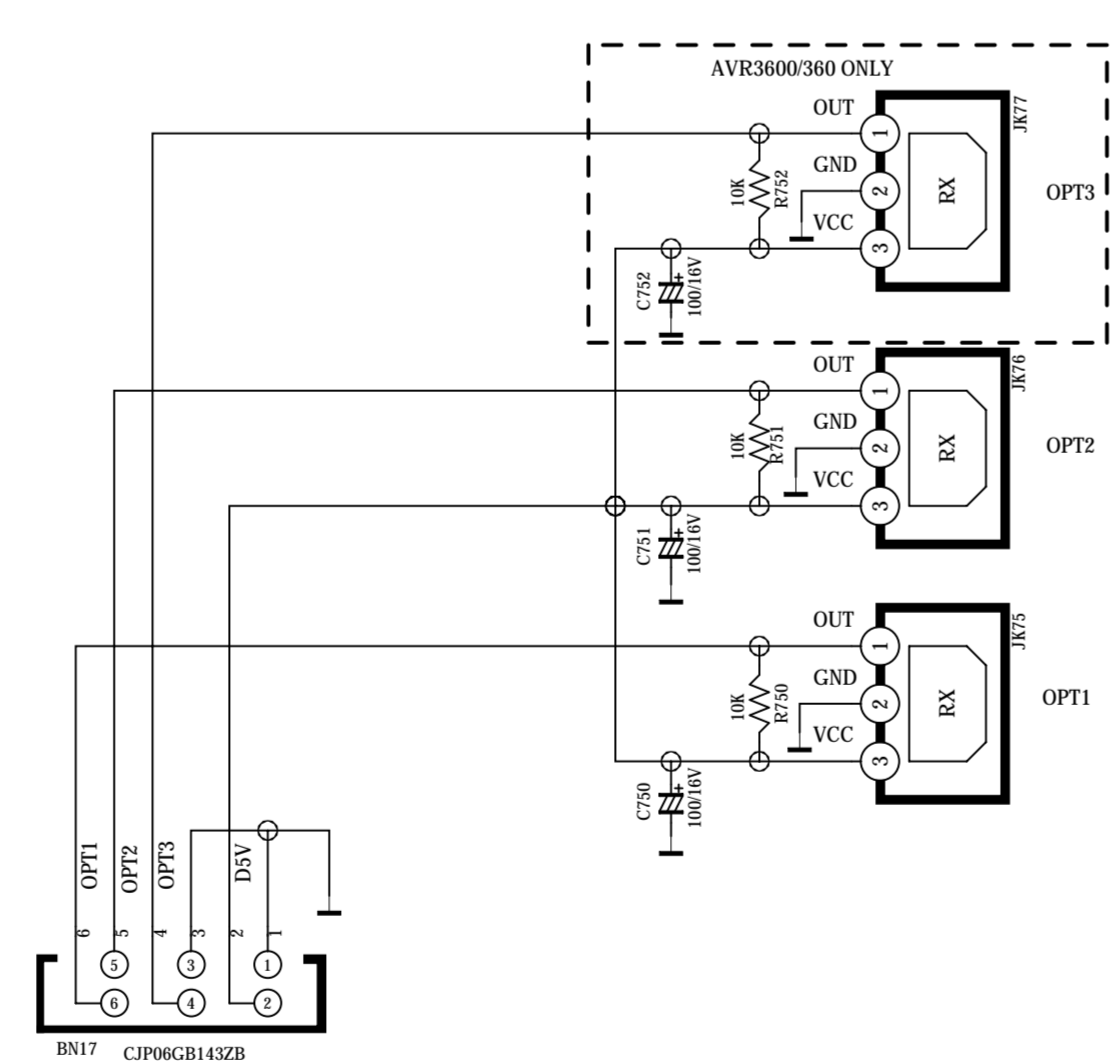 AVR3600/360 ONLY
OUT
JK77
1
GND
10K
R752
2
RX
OPT3
VCC
3
C752
+
100/16V
OUT
JK76
1
GND
10K
R751
2
RX
OPT2
VCC
3
C751
+
100/16V
OUT
JK75
1
GND
10K
R750
2
RX
OPT1
VCC
3
C750
+
100/16V
OPT1
OPT2
OPT3
D5V
6
5
4
3
2
1
5
3
1
6
4
2
BN17
CJP06GB143ZB